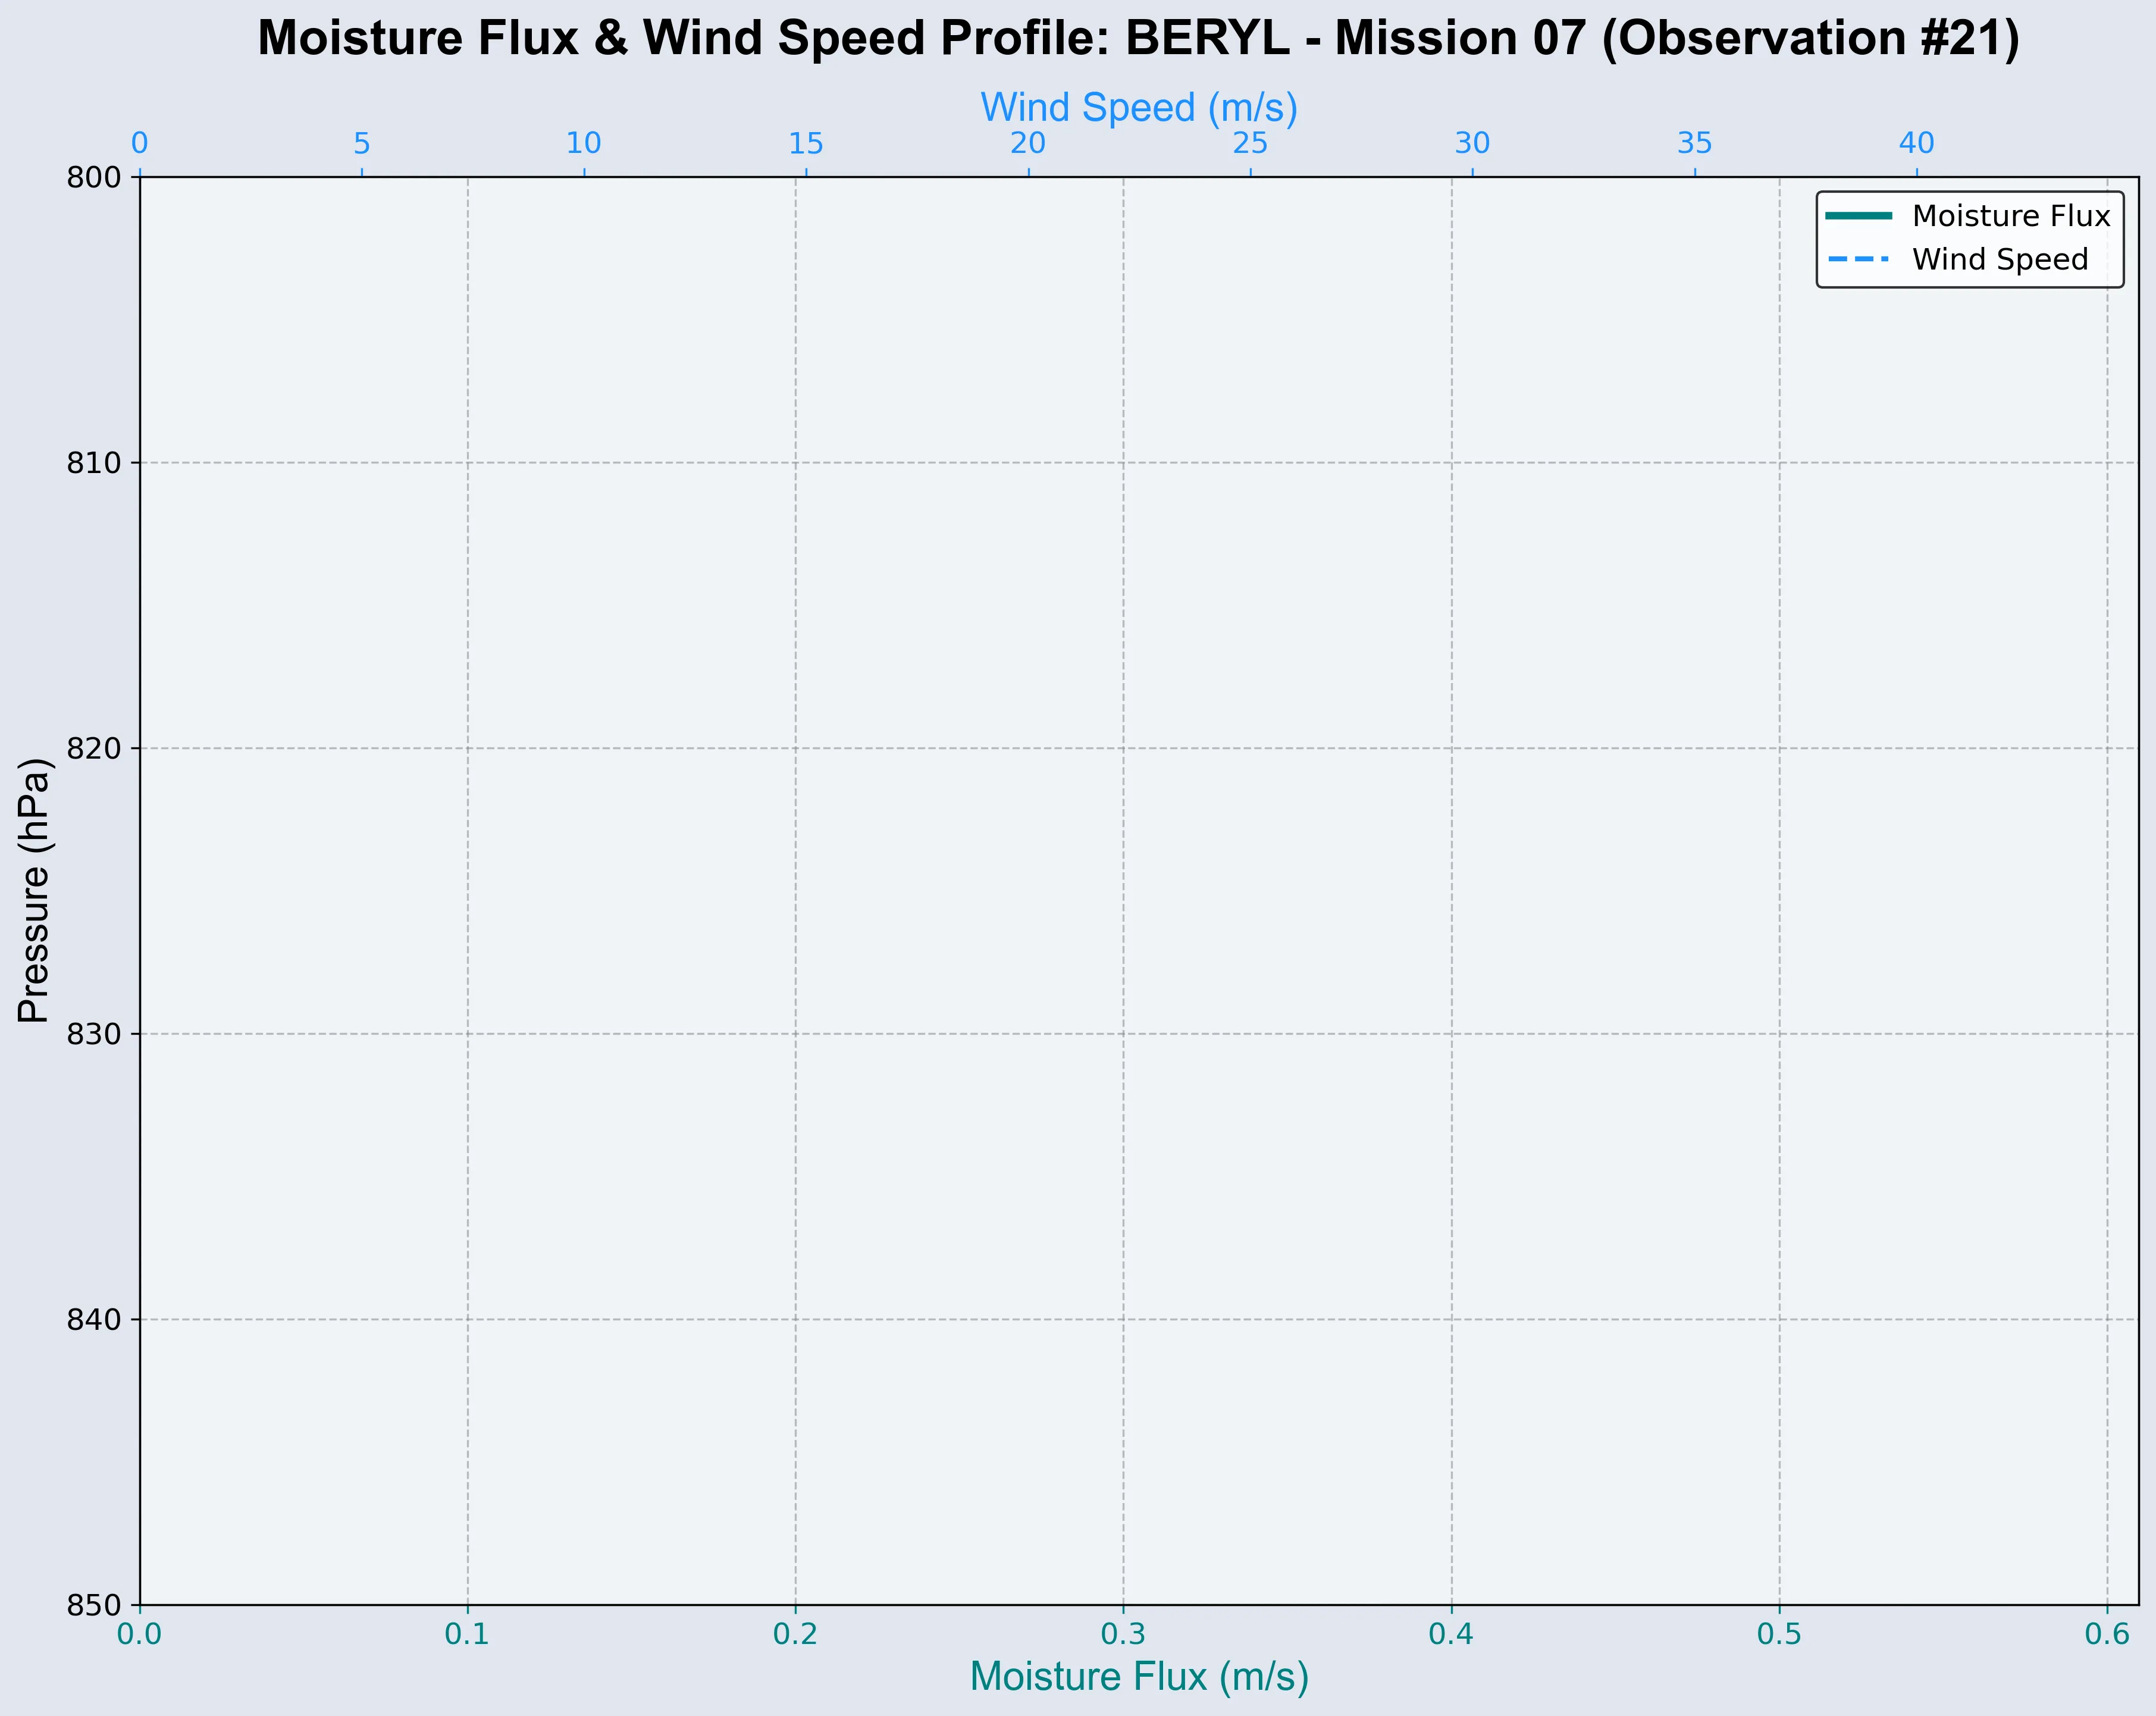 Moisture Flux & Wind Speed Profile: BERYL - Mission 07 (Observation #21)
Wind Speed (m/s)
0 5 10 15 20 25 30 35 40
800
Moisture Flux
Wind Speed
810
820
Pressure (hPa)
830
840
850
0.0 0.1 0.2 0.3 0.4 0.5 0.6
Moisture Flux (m/s)